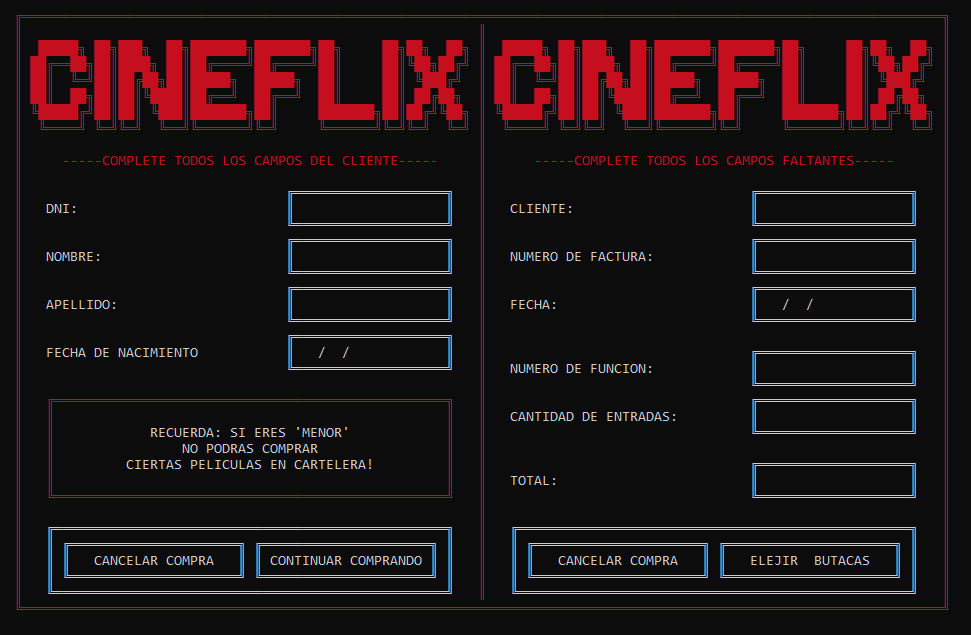 CINEFLIX
-----COMPLETE TODOS LOS CAMPOS DEL CLIENTE-----
DNI:
NOMBRE:
APELLIDO:
FECHA DE NACIMIENTO / /
RECUERDA: SI ERES 'MENOR'
NO PODRAS COMPRAR
CIERTAS PELICULAS EN CARTELERA!
CANCELAR COMPRA CONTINUAR COMPRANDO
CINEFLIX
-----COMPLETE TODOS LOS CAMPOS FALTANTES-----
CLIENTE:
NUMERO DE FACTURA:
FECHA: / /
NUMERO DE FUNCION:
CANTIDAD DE ENTRADAS:
TOTAL:
CANCELAR COMPRA ELEJIR BUTACAS